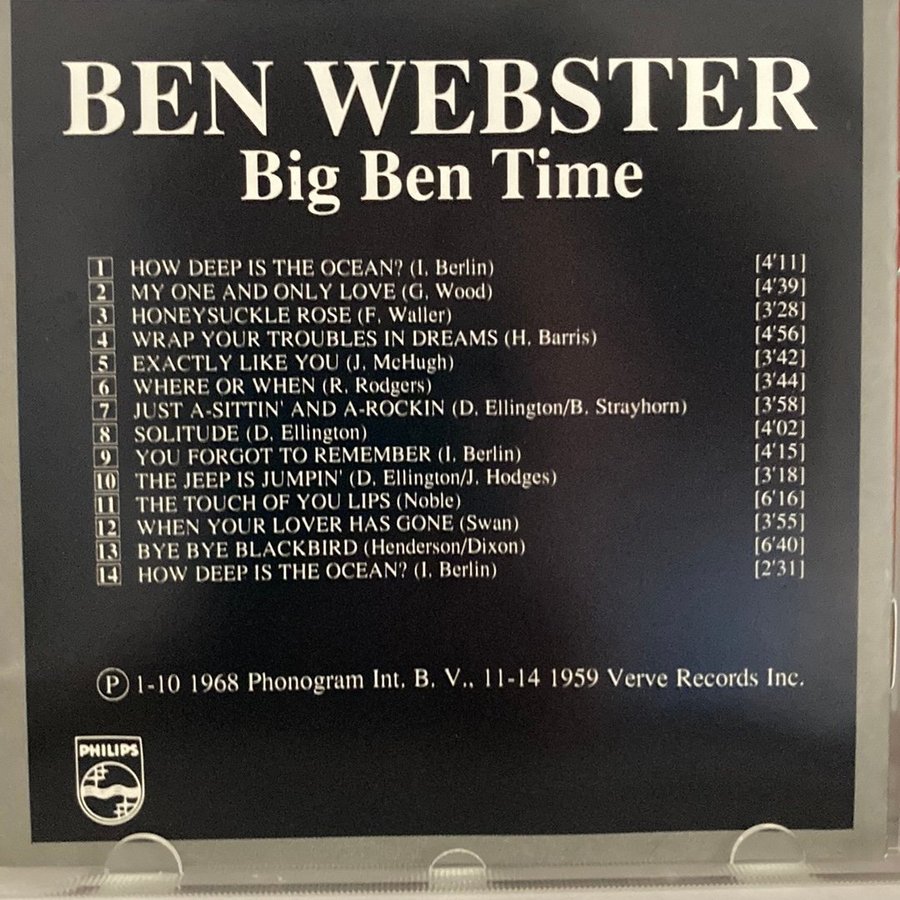 BEN WEBSTER
Big Ben Time
1 HOW DEEP IS THE OCEAN? (I. Berlin) [4'11]
2 MY ONE AND ONLY LOVE (G. Wood) [4'39]
3 HONEYSUCKLE ROSE (F. Waller) [3'28]
4 WRAP YOUR TROUBLES IN DREAMS (H. Barris) [4'56]
5 EXACTLY LIKE YOU (J. McHugh) [3'42]
6 WHERE OR WHEN (R. Rodgers) [3'44]
7 JUST A-SITTIN' AND A-ROCKIN (D. Ellington/B. Strayhorn) [3'58]
8 SOLITUDE (D. Ellington) [4'02]
9 YOU FORGOT TO REMEMBER (I. Berlin) [4'15]
10 THE JEEP IS JUMPIN' (D. Ellington/J. Hodges) [3'18]
11 THE TOUCH OF YOU LIPS (Noble) [6'16]
12 WHEN YOUR LOVER HAS GONE (Swan) [3'55]
13 BYE BYE BLACKBIRD (Henderson/Dixon) [6'40]
14 HOW DEEP IS THE OCEAN? (I. Berlin) [2'31]
Ⓟ 1-10 1968 Phonogram Int. B. V., 11-14 1959 Verve Records Inc.
PHILIPS